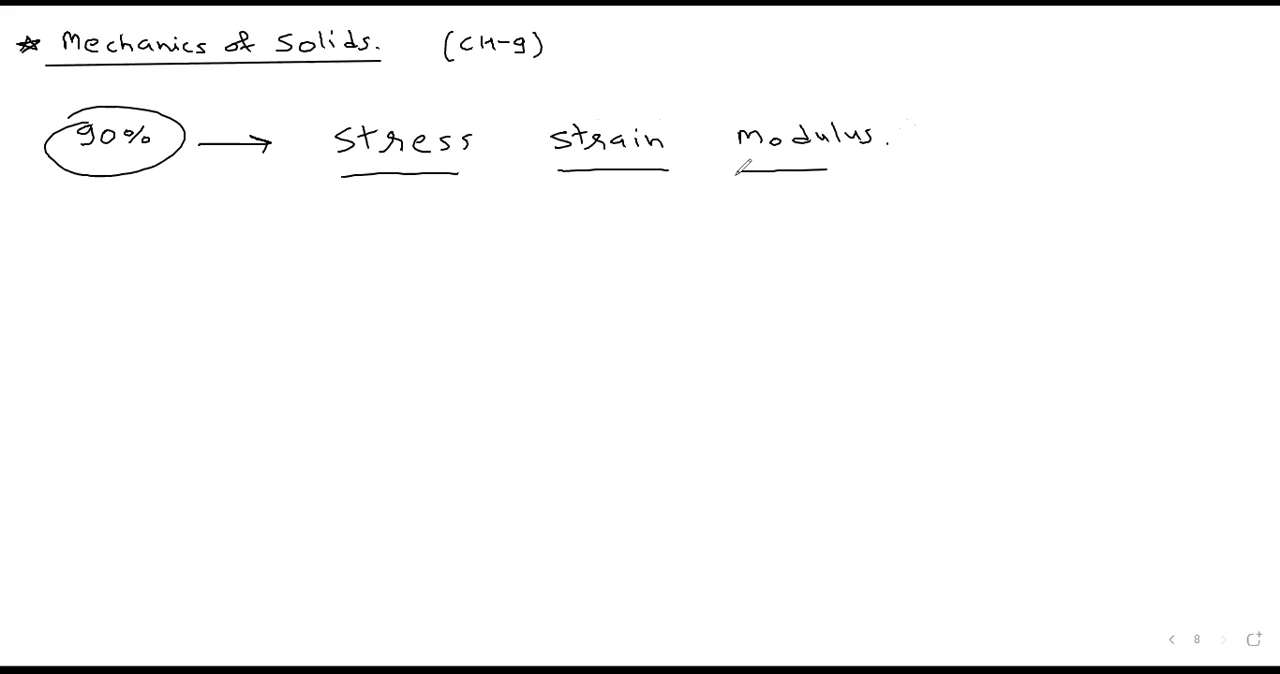 * Mechanics of Solids. (CH-9)
90% → Stress Strain Modulus.
8